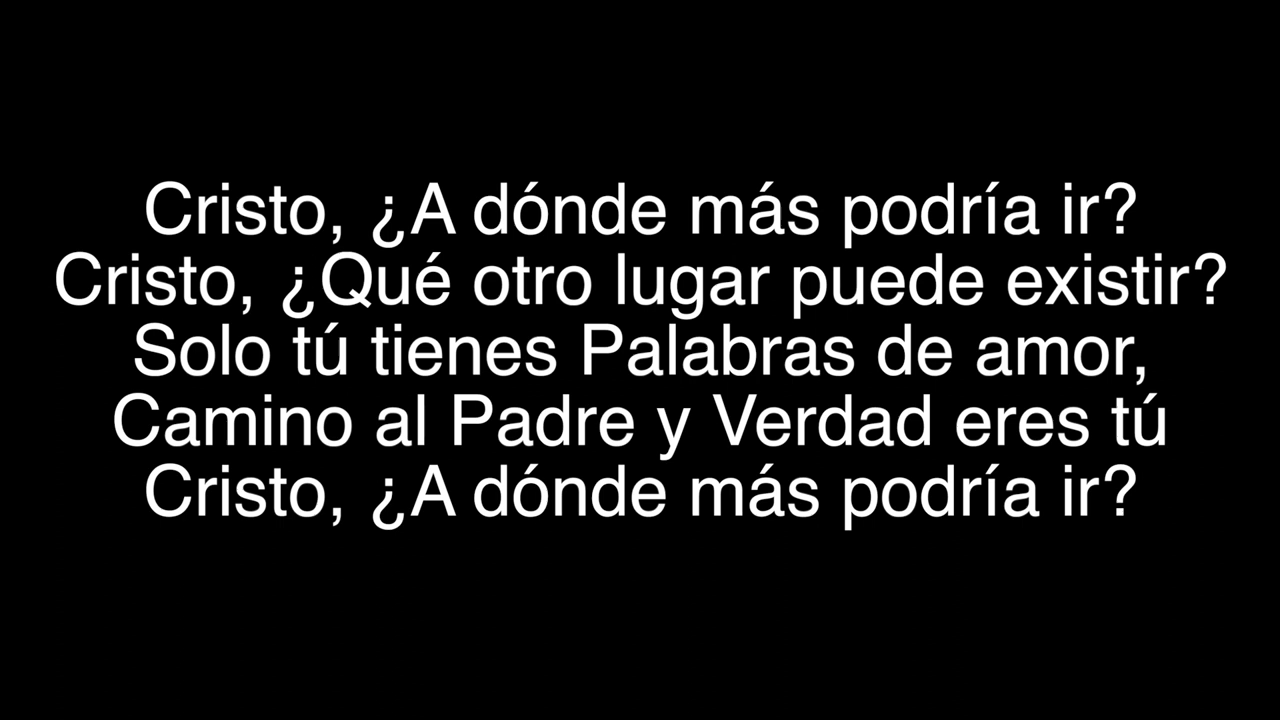 Cristo, ¿A dónde más podría ir?
Cristo, ¿Qué otro lugar puede existir?
Solo tú tienes Palabras de amor,
Camino al Padre y Verdad eres tú
Cristo, ¿A dónde más podría ir?